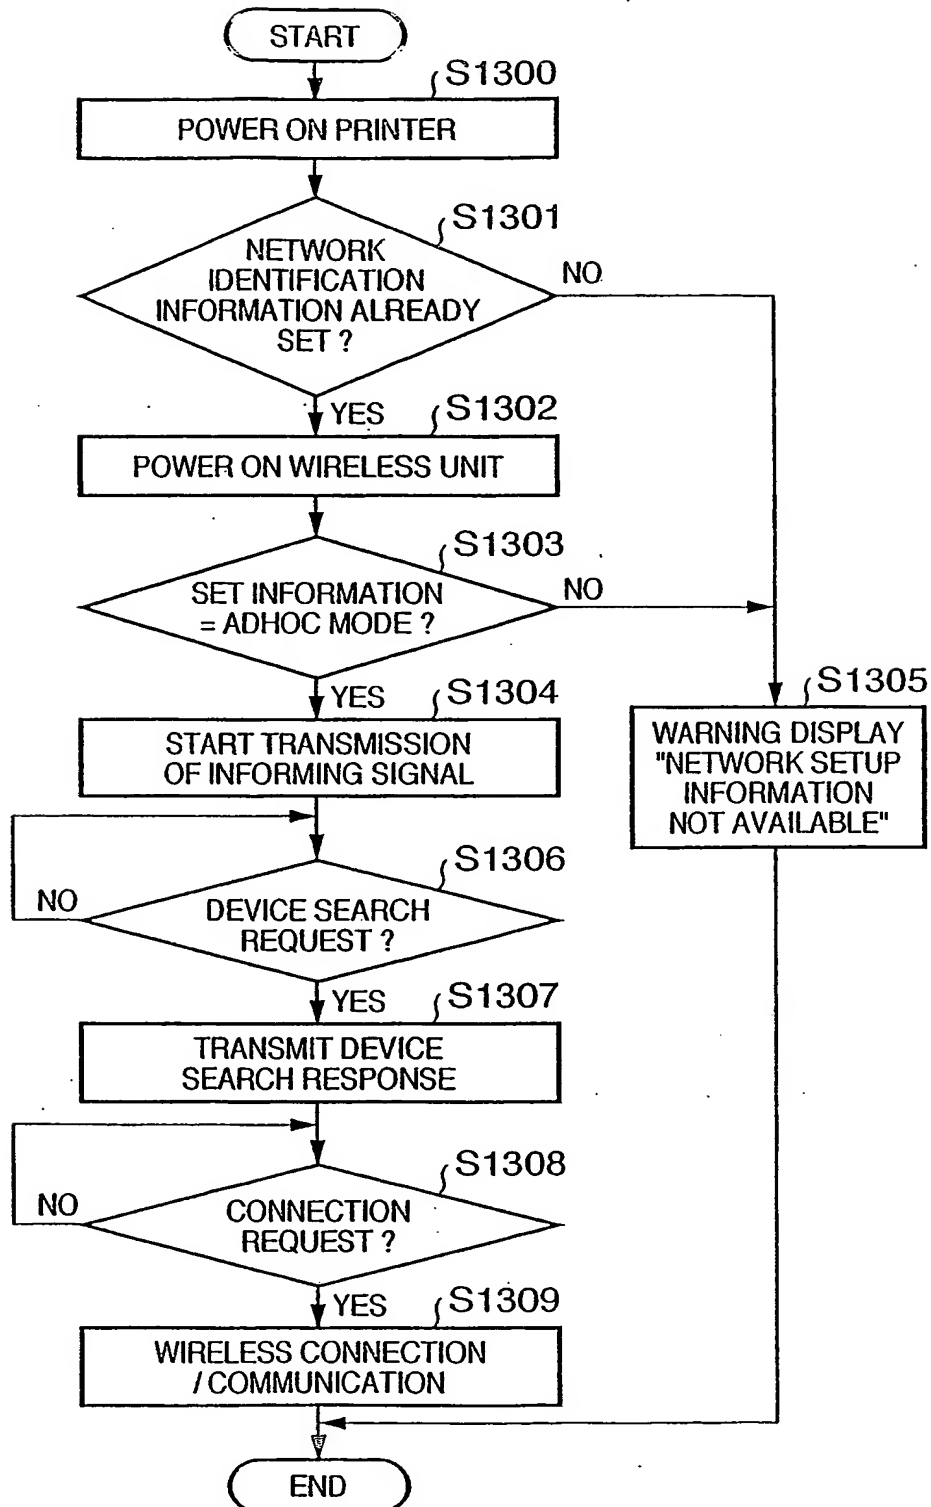 START
S1300
POWER ON PRINTER
S1301
NETWORK
IDENTIFICATION
INFORMATION ALREADY
SET ?
NO
YES
S1302
POWER ON WIRELESS UNIT
S1303
SET INFORMATION
= ADHOC MODE ?
NO
YES
S1304
START TRANSMISSION
OF INFORMING SIGNAL
S1305
WARNING DISPLAY
"NETWORK SETUP
INFORMATION
NOT AVAILABLE"
S1306
DEVICE SEARCH
REQUEST ?
NO
YES
S1307
TRANSMIT DEVICE
SEARCH RESPONSE
S1308
CONNECTION
REQUEST ?
NO
YES
S1309
WIRELESS CONNECTION
/ COMMUNICATION
END